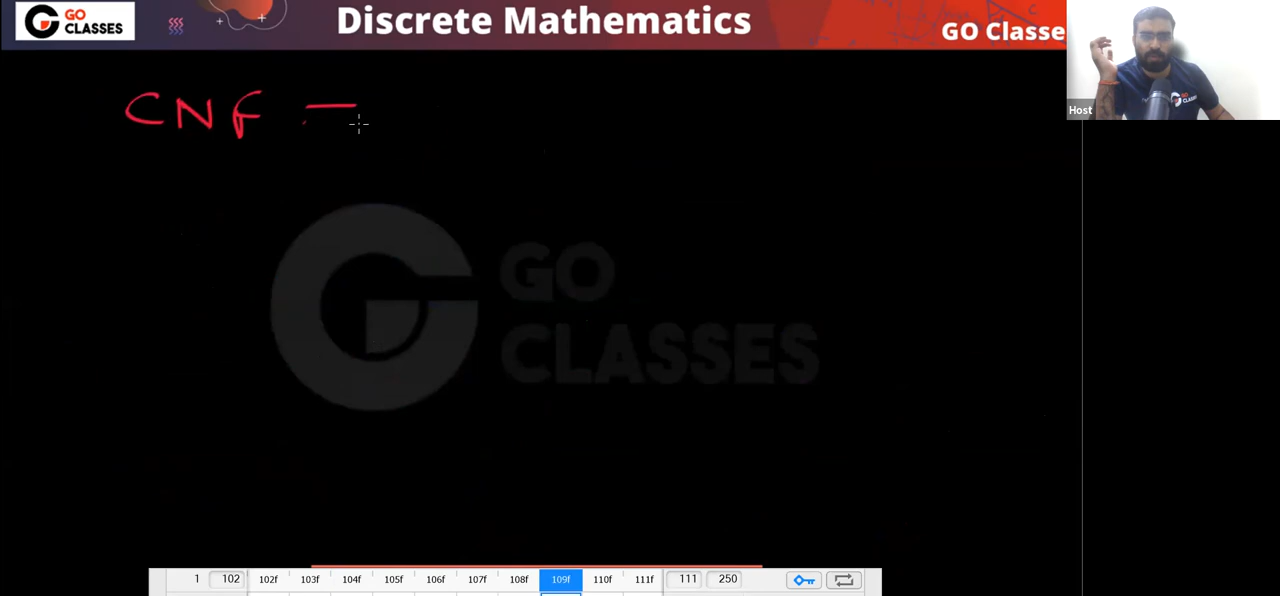 GO CLASSES
Discrete Mathematics
GO Classe
Host
CNF =
GO
CLASSES
1 102 102f 103f 104f 105f 106f 107f 108f 109f 110f 111f 111 250